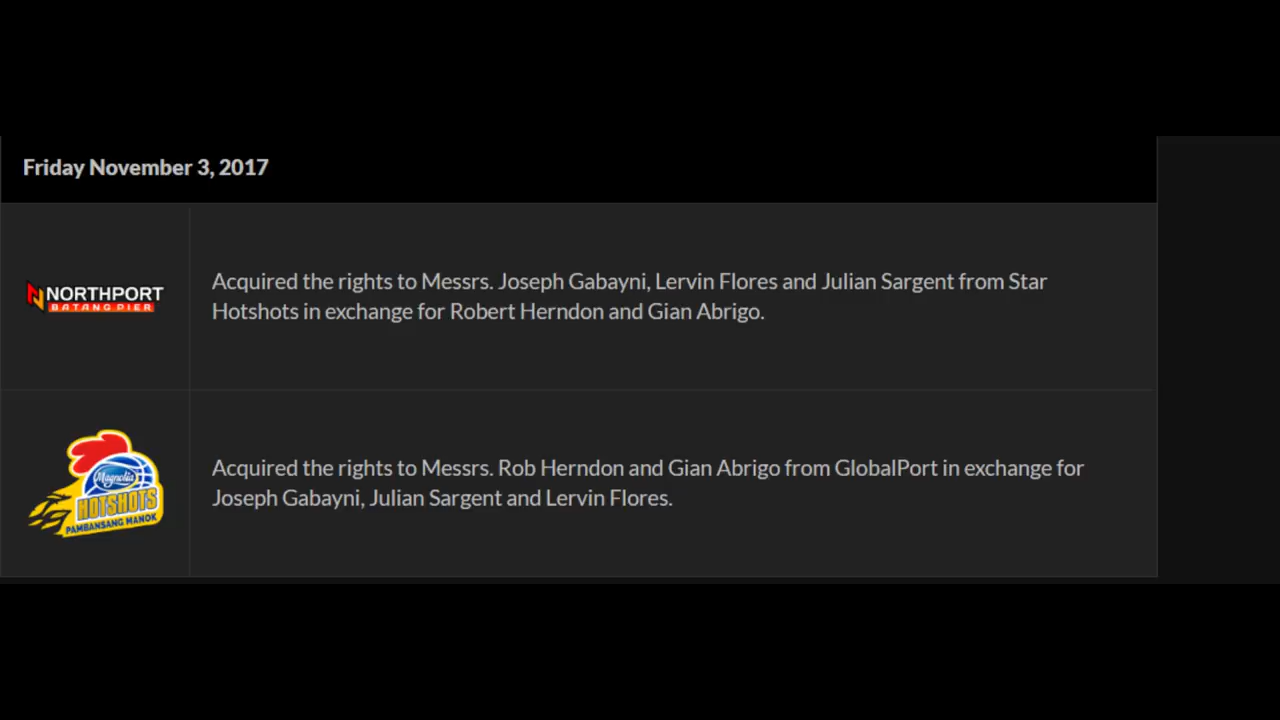 Friday November 3, 2017
NORTHPORT
BATANG PIER
Acquired the rights to Messrs. Joseph Gabayni, Lervin Flores and Julian Sargent from Star
Hotshots in exchange for Robert Herndon and Gian Abrigo.
Magnolia
HOTSHOTS
PAMBANSANG MANOK
Acquired the rights to Messrs. Rob Herndon and Gian Abrigo from GlobalPort in exchange for
Joseph Gabayni, Julian Sargent and Lervin Flores.